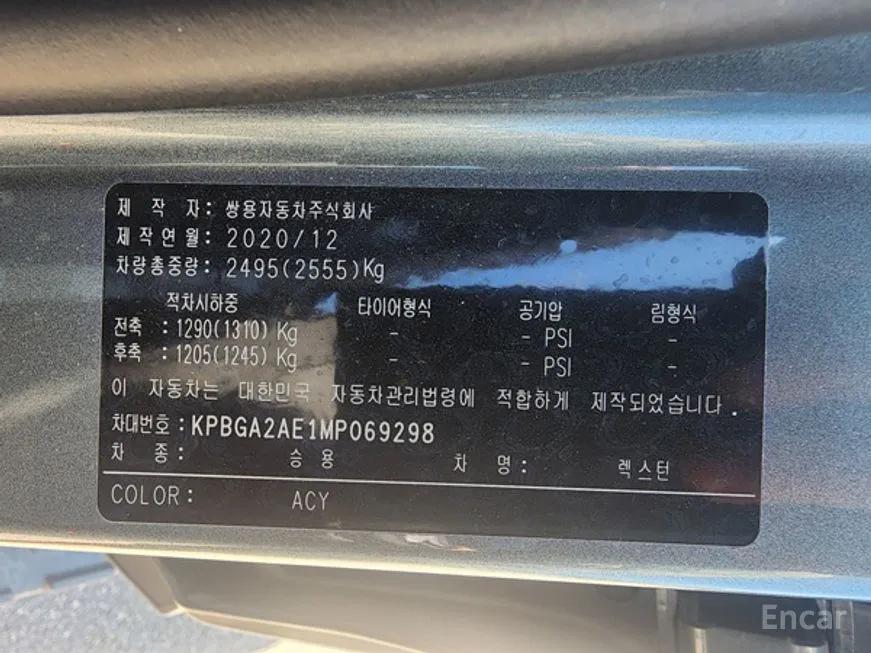 제 작 자: 쌍용자동차주식회사
제작연월: 2020/12
차량총중량: 2495(2555)Kg
적차시하중 타이어형식 공기압 림형식
전축 : 1290(1310) Kg - - PSI -
후축 : 1205(1245) Kg - - PSI -
이 자동차는 대한민국 자동차관리법령에 적합하게 제작되었습니다.
차대번호: KPBGA2AE1MP069298
차 종: 승용 차 명: 렉스턴
COLOR: ACY
Encar